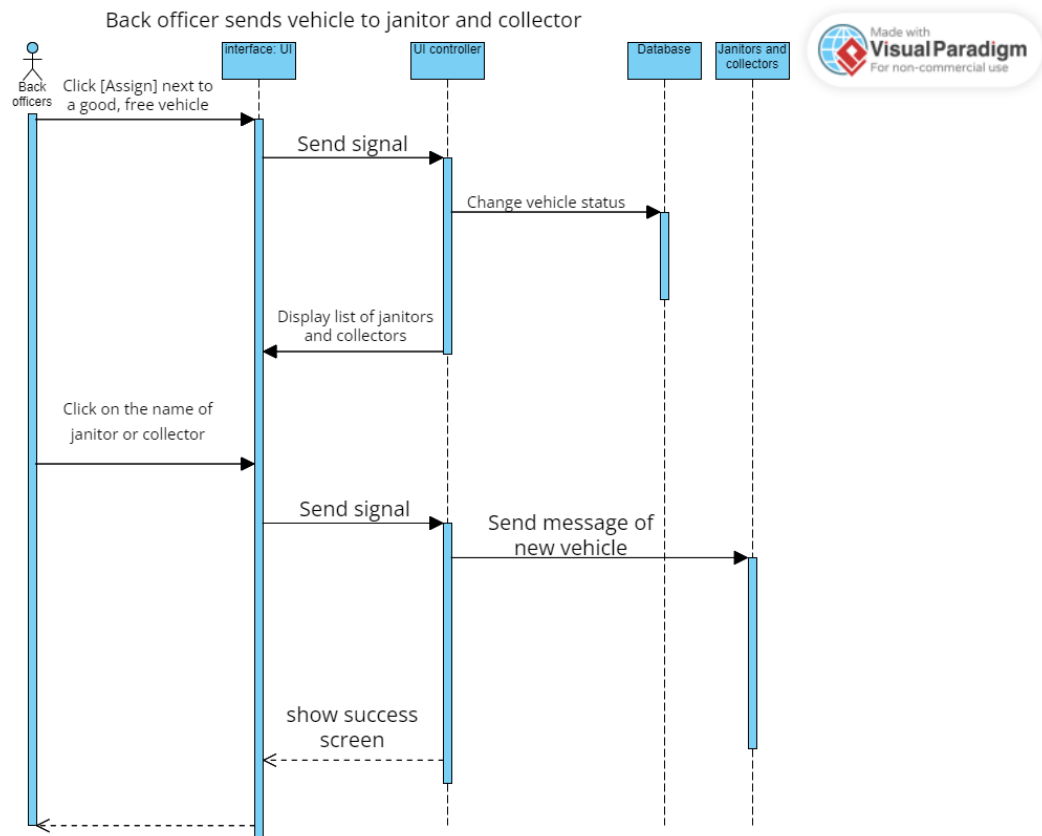 Back officer sends vehicle to janitor and collector
Made with
VisualParadigm
For non-commercial use
interface: UI
UI controller
Database
Janitors and
collectors
Back
officers
Click [Assign] next to
a good, free vehicle
Send signal
Change vehicle status
Display list of janitors
and collectors
Click on the name of
janitor or collector
Send signal
Send message of
new vehicle
show success
screen